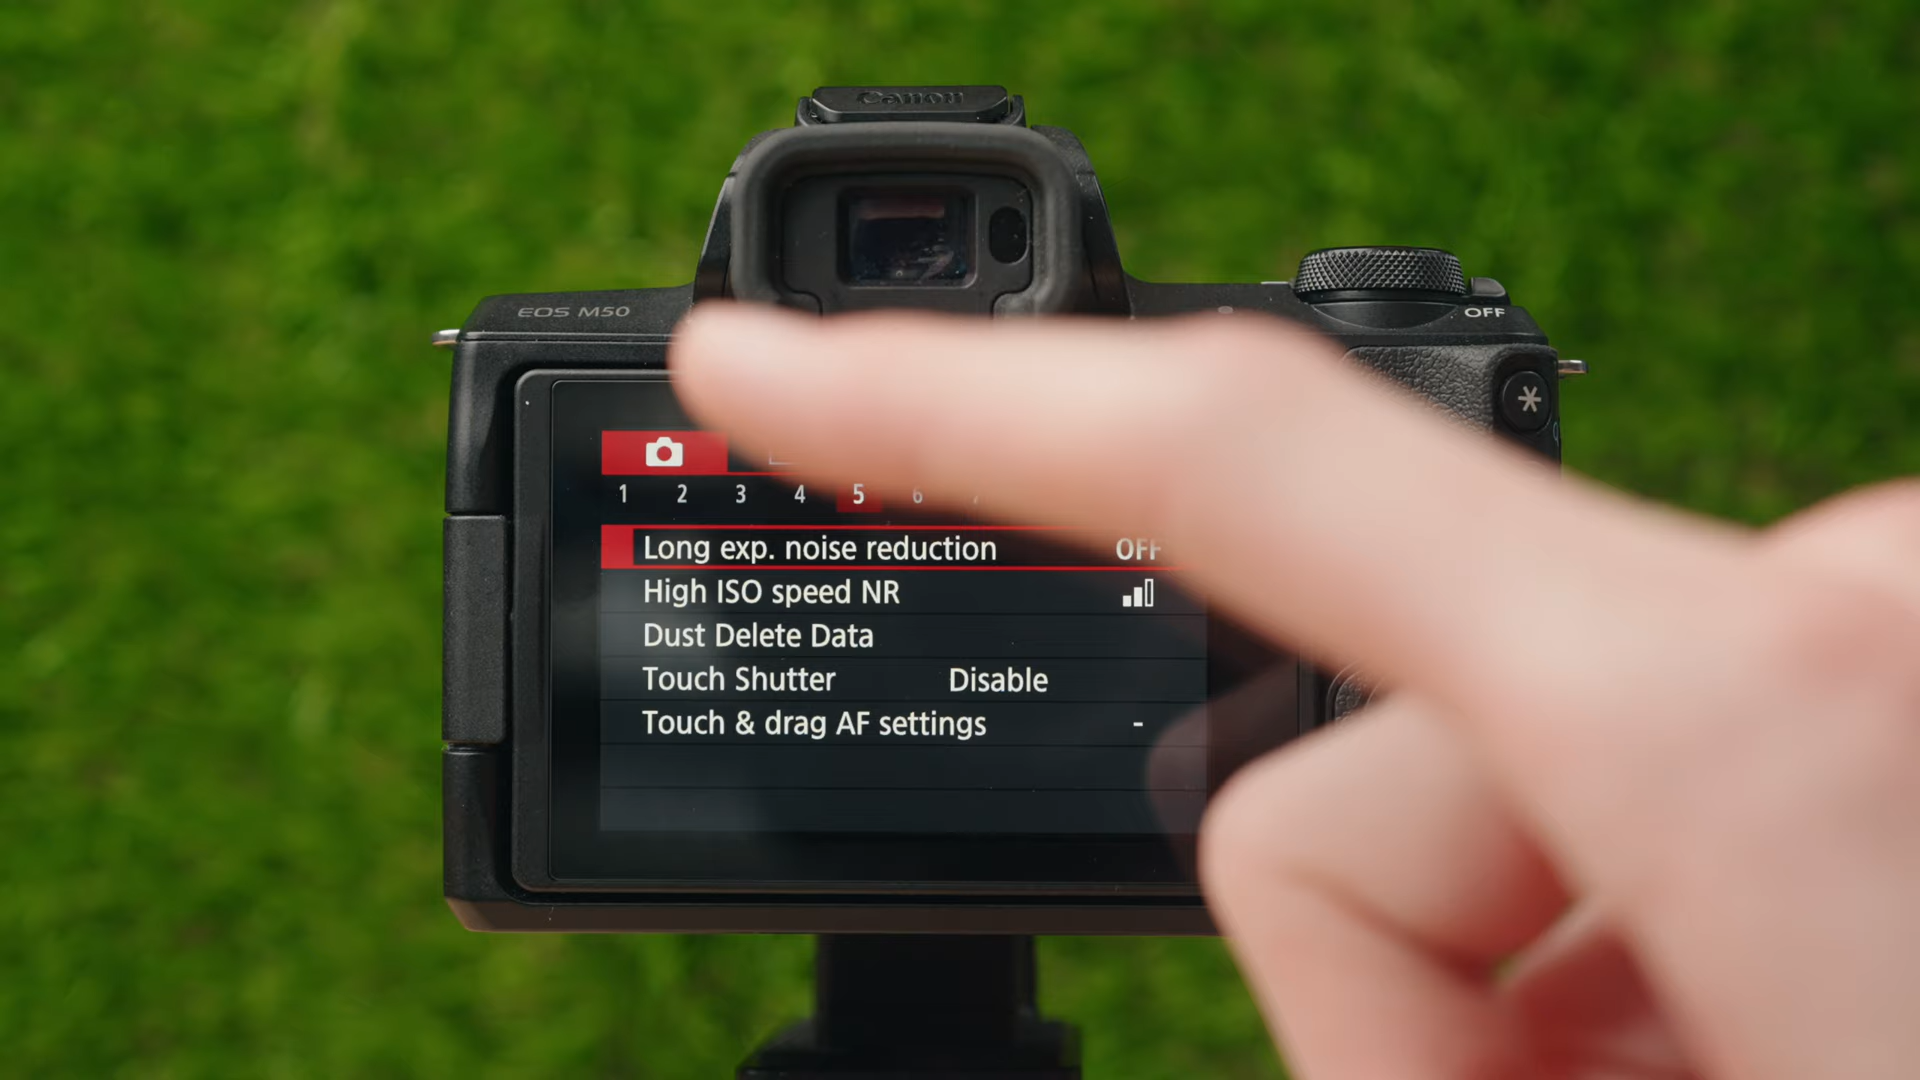 Canon
EOS M50
OFF
1 2 3 4 5 6
Long exp. noise reduction OFF
High ISO speed NR
Dust Delete Data
Touch Shutter Disable
Touch & drag AF settings -